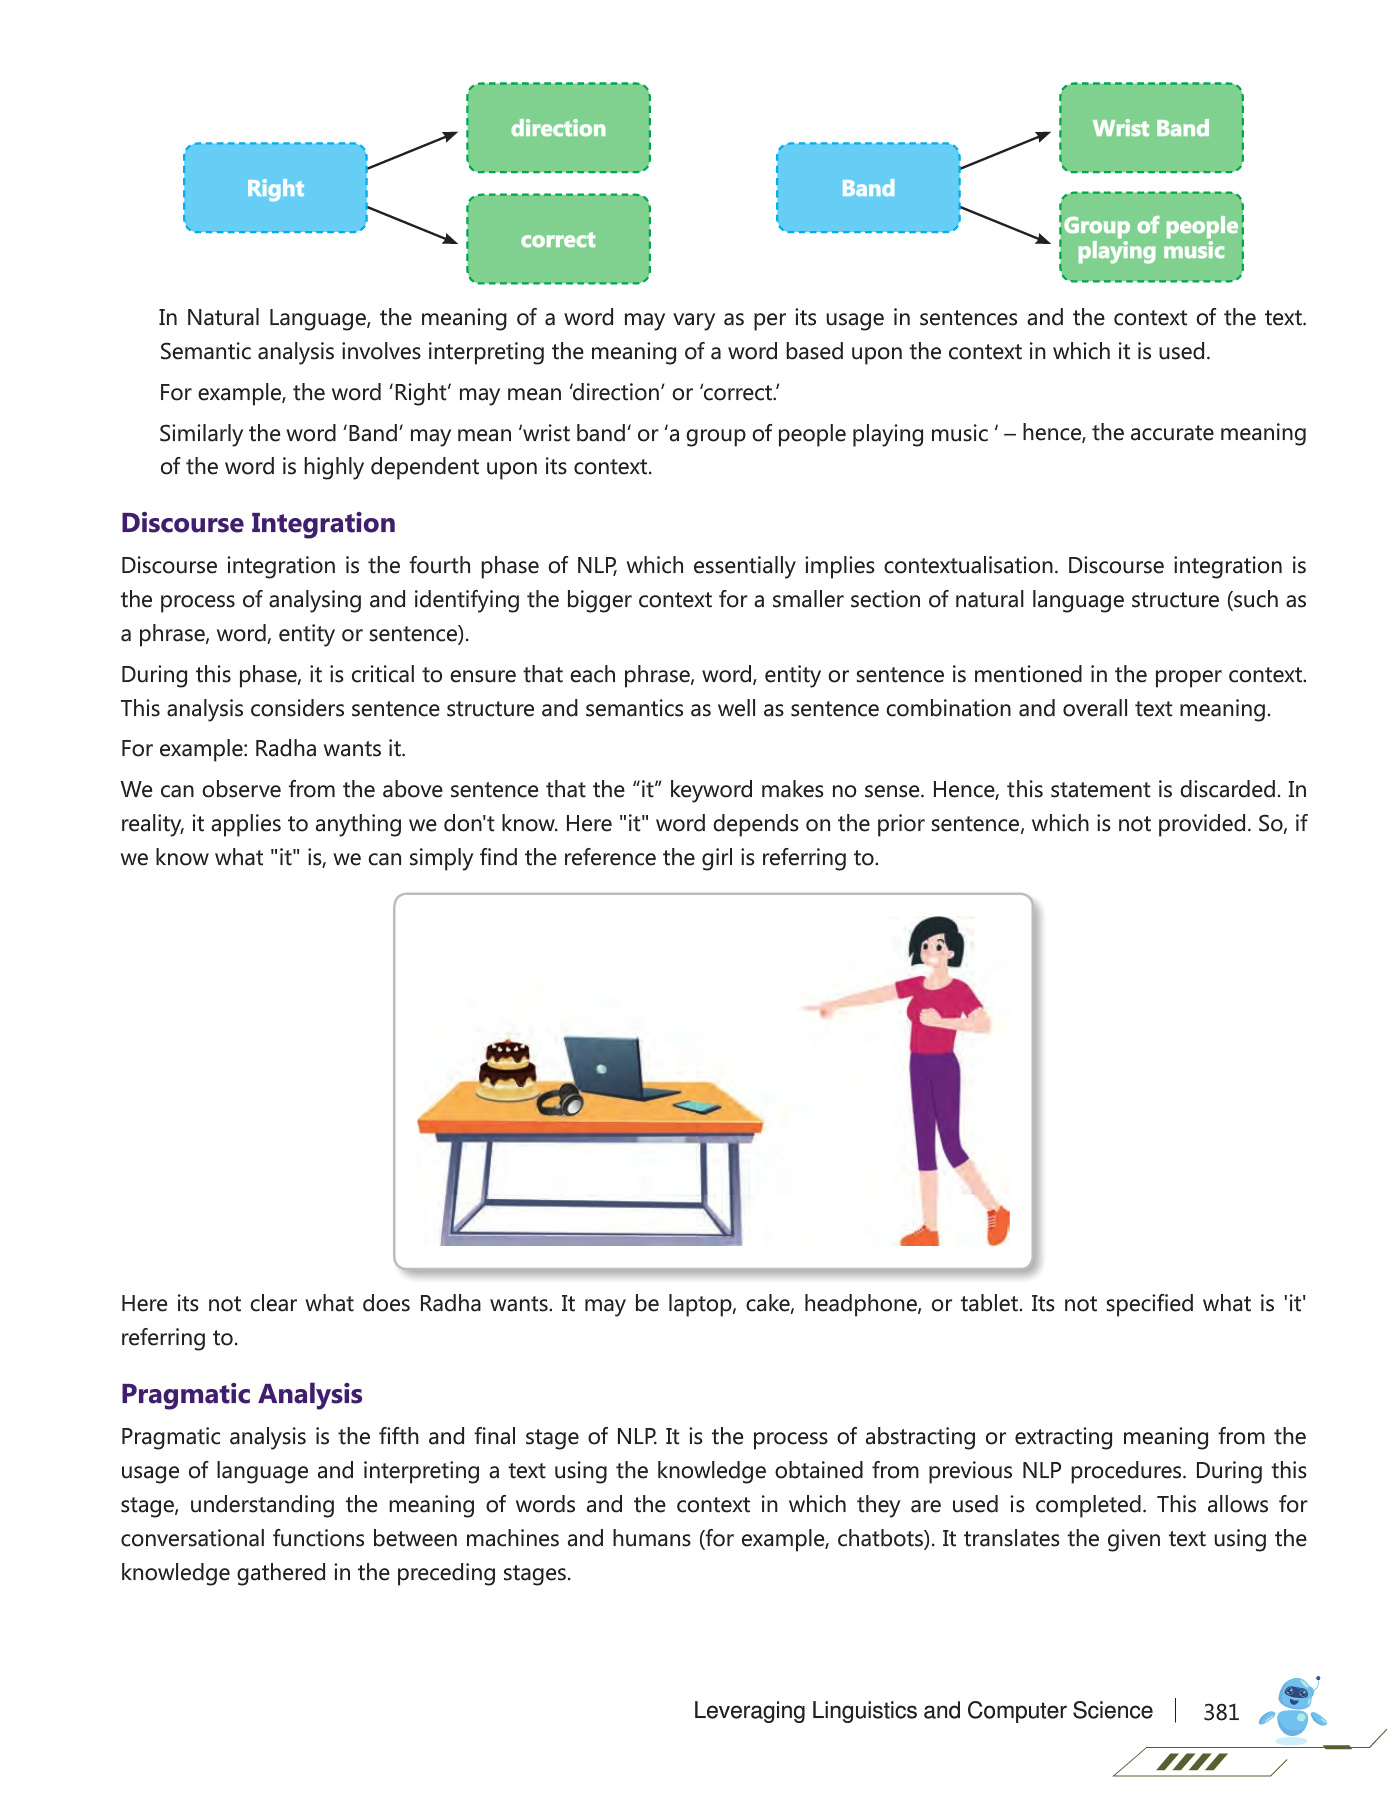 direction
Wrist Band
Right
Band
correct
Group of people
playing music
In Natural Language, the meaning of a word may vary as per its usage in sentences and the context of the text.
Semantic analysis involves interpreting the meaning of a word based upon the context in which it is used.
For example, the word ‘Right’ may mean ‘direction’ or ‘correct.’
Similarly the word ‘Band’ may mean ‘wrist band‘ or ‘a group of people playing music ‘ – hence, the accurate meaning
of the word is highly dependent upon its context.
Discourse Integration
Discourse integration is the fourth phase of NLP, which essentially implies contextualisation. Discourse integration is
the process of analysing and identifying the bigger context for a smaller section of natural language structure (such as
a phrase, word, entity or sentence).
During this phase, it is critical to ensure that each phrase, word, entity or sentence is mentioned in the proper context.
This analysis considers sentence structure and semantics as well as sentence combination and overall text meaning.
For example: Radha wants it.
We can observe from the above sentence that the “it” keyword makes no sense. Hence, this statement is discarded. In
reality, it applies to anything we don't know. Here "it" word depends on the prior sentence, which is not provided. So, if
we know what "it" is, we can simply find the reference the girl is referring to.
Here its not clear what does Radha wants. It may be laptop, cake, headphone, or tablet. Its not specified what is 'it'
referring to.
Pragmatic Analysis
Pragmatic analysis is the fifth and final stage of NLP. It is the process of abstracting or extracting meaning from the
usage of language and interpreting a text using the knowledge obtained from previous NLP procedures. During this
stage, understanding the meaning of words and the context in which they are used is completed. This allows for
conversational functions between machines and humans (for example, chatbots). It translates the given text using the
knowledge gathered in the preceding stages.
Leveraging Linguistics and Computer Science 381